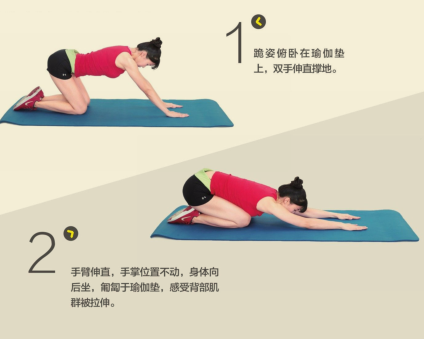 1
跪姿俯卧在瑜伽垫
上，双手伸直撑地。
2
手臂伸直，手掌位置不动，身体向
后坐，匍匐于瑜伽垫，感受背部肌
群被拉伸。